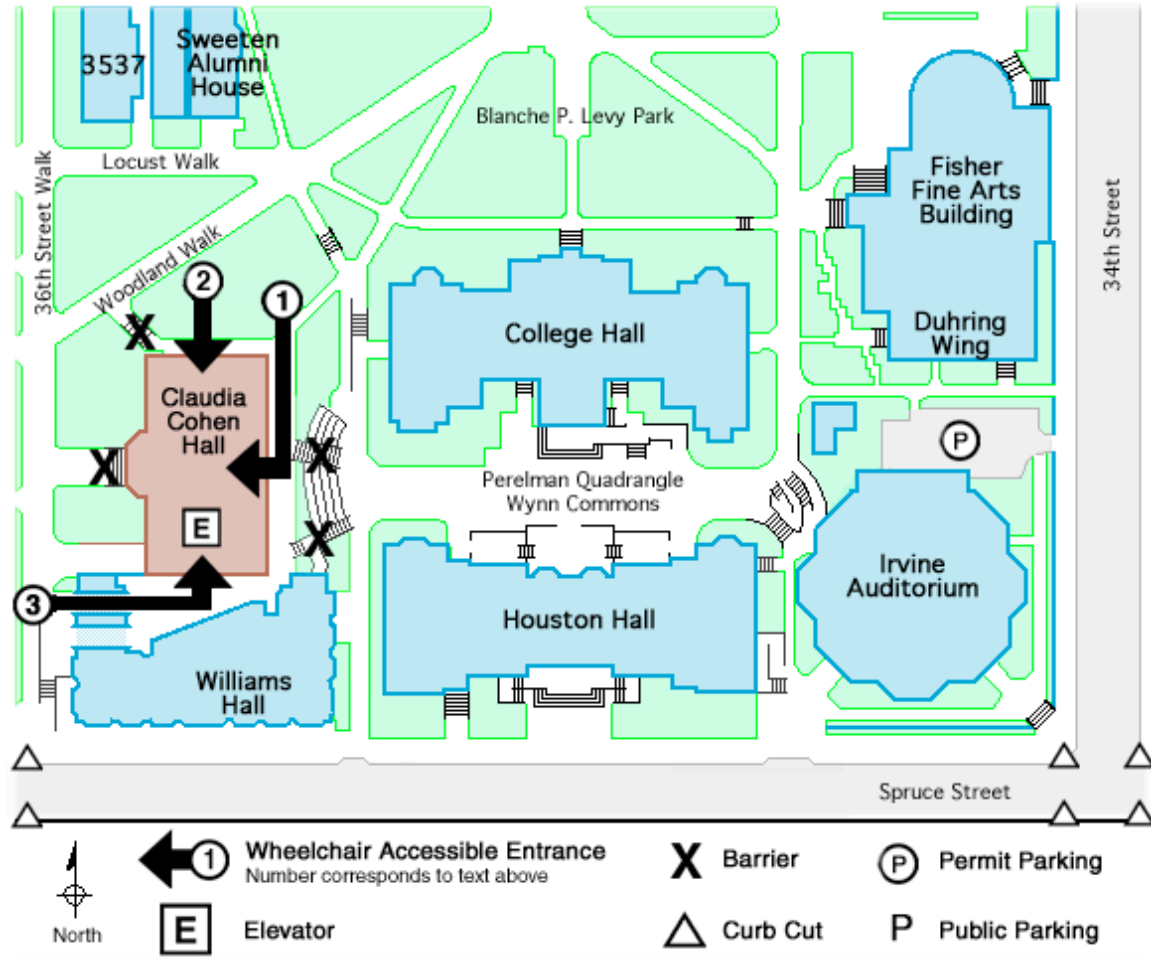 3537
Sweeten
Alumni
House
Blanche P. Levy Park
Locust Walk
36th Street Walk
Woodland Walk
Fisher
Fine Arts
Building
34th Street
2
1
X
College Hall
Duhring
Wing
Claudia
Cohen
Hall
X
X
P
E
Perelman Quadrangle
Wynn Commons
X
Irvine
Auditorium
3
Houston Hall
Williams
Hall
Spruce Street
1
Wheelchair Accessible Entrance
Number corresponds to text above
X
Barrier
P
Permit Parking
North
E
Elevator
Curb Cut
P
Public Parking